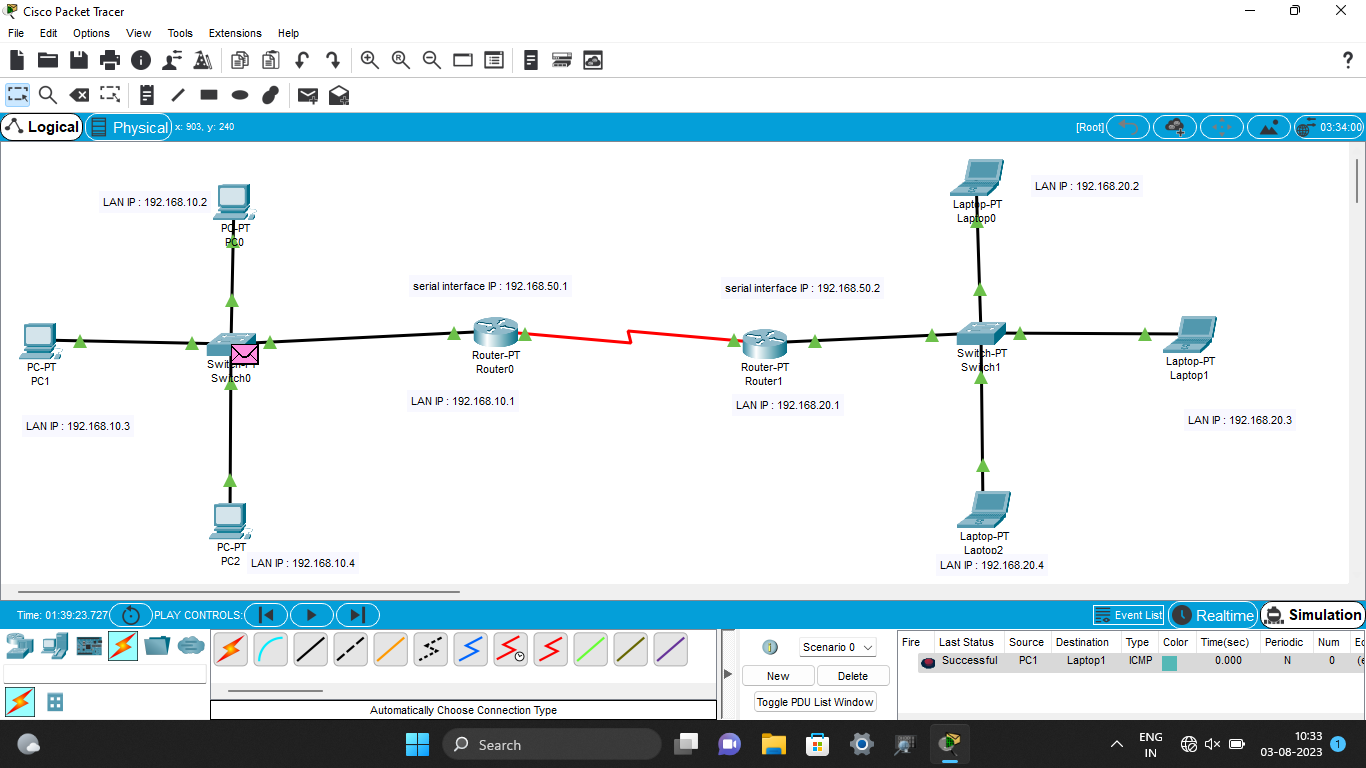 Cisco Packet Tracer
File Edit Options View Tools Extensions Help
Logical Physical x: 903, y: 240 [Root] 03:34:00
LAN IP : 192.168.10.2
PC-PT
PC0
Laptop-PT
Laptop0
LAN IP : 192.168.20.2
serial interface IP : 192.168.50.1
serial interface IP : 192.168.50.2
PC-PT
PC1
Switch0
Router-PT
Router0
Router-PT
Router1
Switch-PT
Switch1
Laptop-PT
Laptop1
LAN IP : 192.168.10.3
LAN IP : 192.168.10.1
LAN IP : 192.168.20.1
LAN IP : 192.168.20.3
PC-PT
PC2
LAN IP : 192.168.10.4
Laptop-PT
Laptop2
LAN IP : 192.168.20.4
Time: 01:39:23.727 PLAY CONTROLS: Event List Realtime Simulation
Scenario 0
New Delete
Toggle PDU List Window
Fire Last Status Source Destination Type Color Time(sec) Periodic Num
Successful PC1 Laptop1 ICMP 0.000 N 0
Automatically Choose Connection Type
Search
ENG
IN
10:33
03-08-2023
1